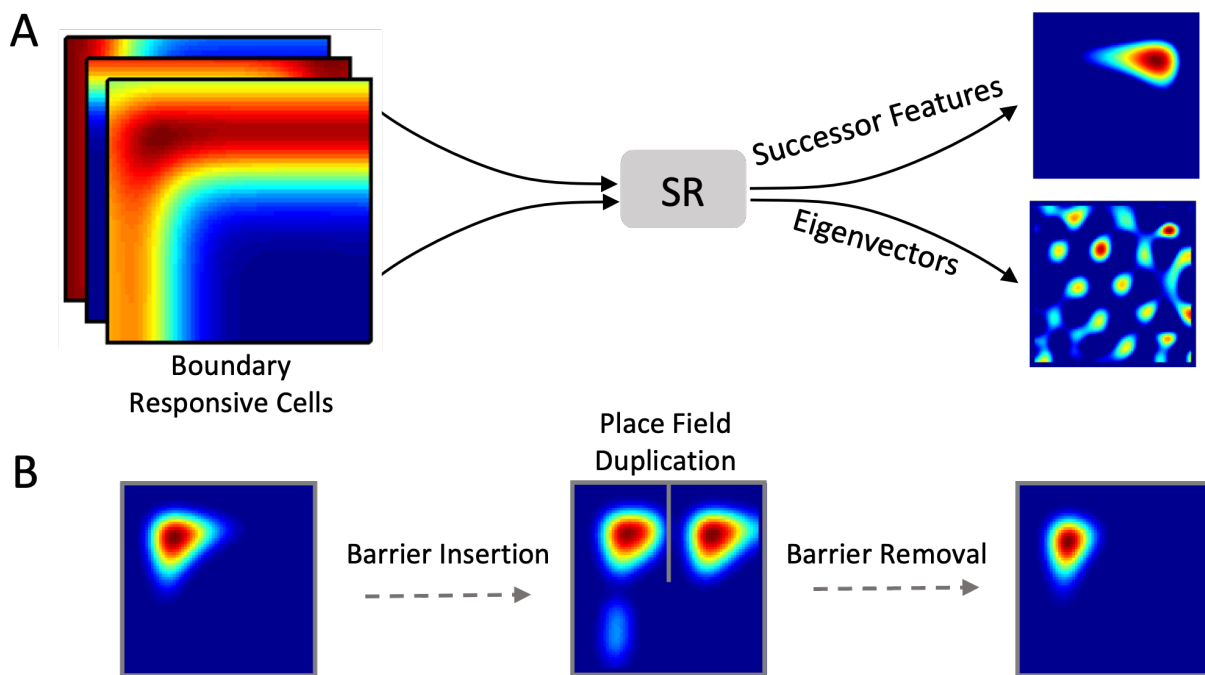 A
Boundary
Responsive Cells
SR
Successor Features
Eigenvectors
B
Place Field
Duplication
Barrier Insertion
Barrier Removal